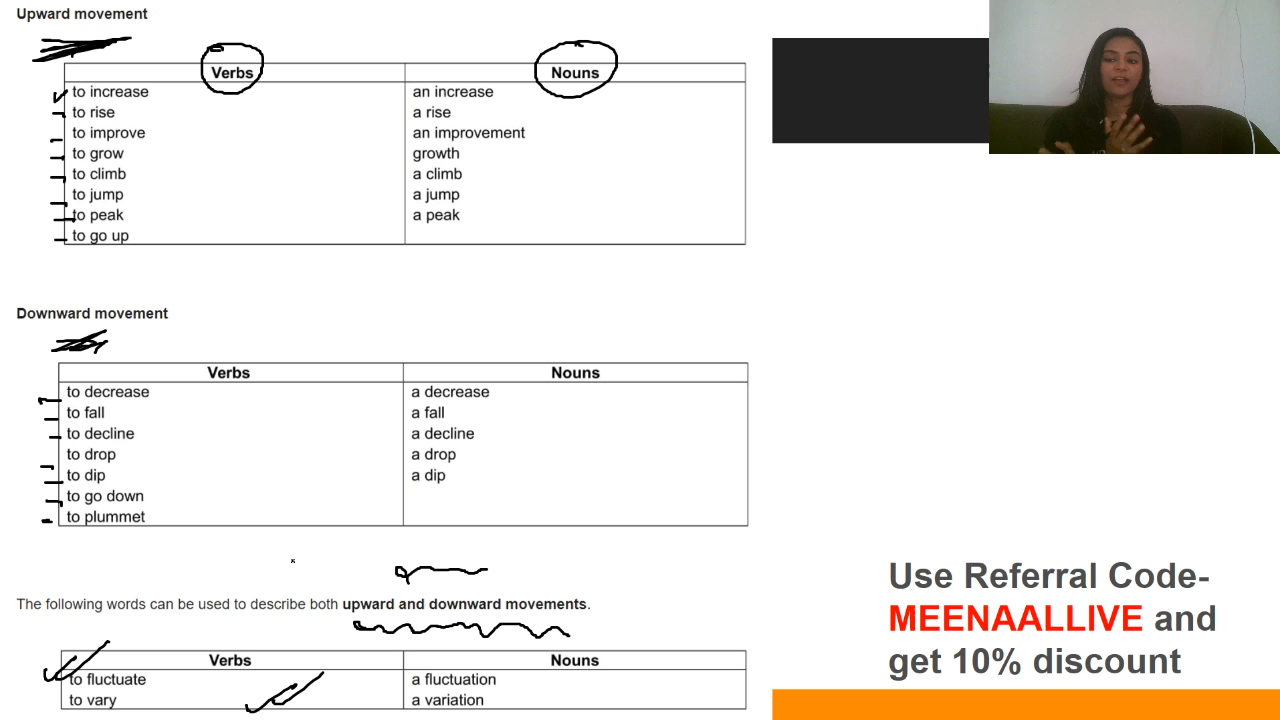 Upward movement
Verbs Nouns
to increase an increase
to rise a rise
to improve an improvement
to grow growth
to climb a climb
to jump a jump
to peak a peak
to go up
Downward movement
Verbs Nouns
to decrease a decrease
to fall a fall
to decline a decline
to drop a drop
to dip a dip
to go down
to plummet
The following words can be used to describe both upward and downward movements.
Verbs Nouns
to fluctuate a fluctuation
to vary a variation
Use Referral Code-
MEENAALLIVE and
get 10% discount